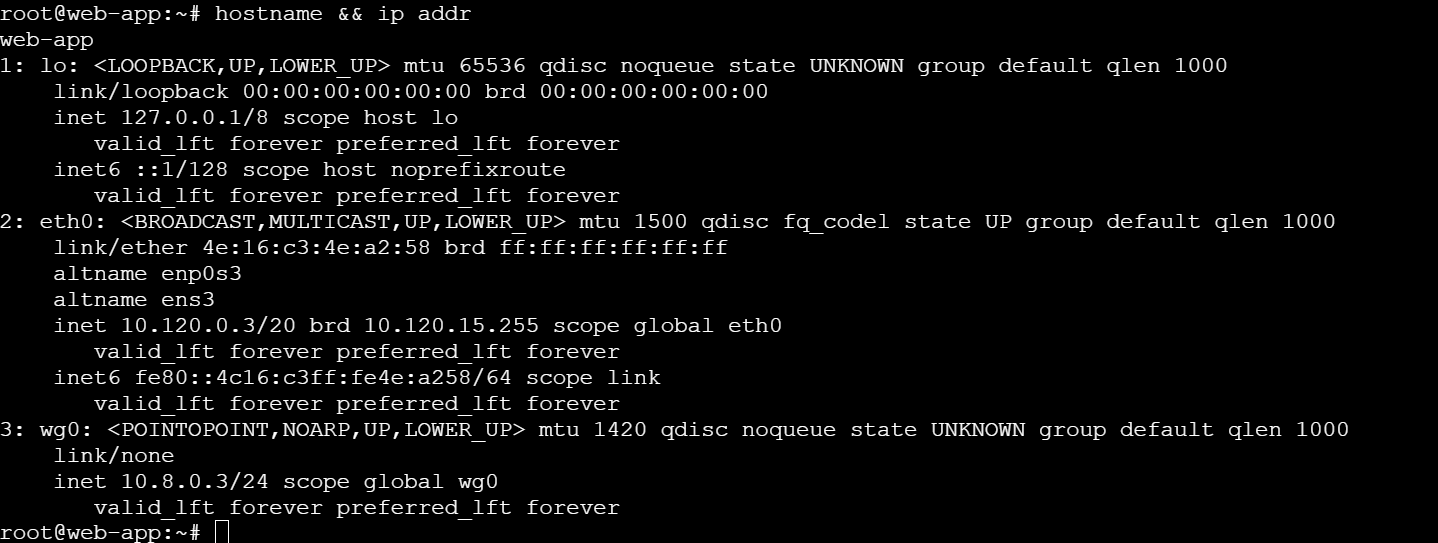 root@web-app:~# hostname && ip addr
web-app
1: lo: <LOOPBACK,UP,LOWER_UP> mtu 65536 qdisc noqueue state UNKNOWN group default qlen 1000
    link/loopback 00:00:00:00:00:00 brd 00:00:00:00:00:00
    inet 127.0.0.1/8 scope host lo
       valid_lft forever preferred_lft forever
    inet6 ::1/128 scope host noprefixroute
       valid_lft forever preferred_lft forever
2: eth0: <BROADCAST,MULTICAST,UP,LOWER_UP> mtu 1500 qdisc fq_codel state UP group default qlen 1000
    link/ether 4e:16:c3:4e:a2:58 brd ff:ff:ff:ff:ff:ff
    altname enp0s3
    altname ens3
    inet 10.120.0.3/20 brd 10.120.15.255 scope global eth0
       valid_lft forever preferred_lft forever
    inet6 fe80::4c16:c3ff:fe4e:a258/64 scope link
       valid_lft forever preferred_lft forever
3: wg0: <POINTOPOINT,NOARP,UP,LOWER_UP> mtu 1420 qdisc noqueue state UNKNOWN group default qlen 1000
    link/none
    inet 10.8.0.3/24 scope global wg0
       valid_lft forever preferred_lft forever
root@web-app:~#